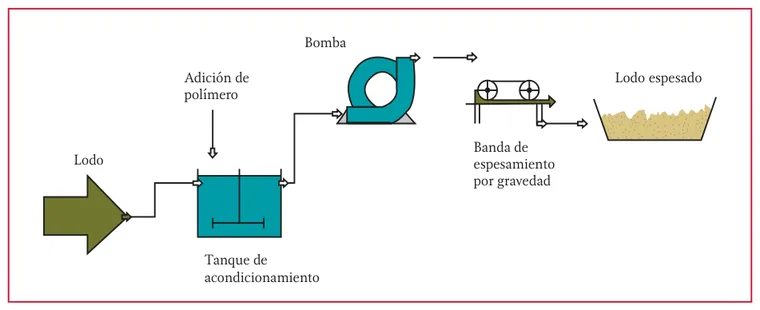 Lodo
Adición de
polímero
Tanque de
acondicionamiento
Bomba
Banda de
espesamiento
por gravedad
Lodo espesado